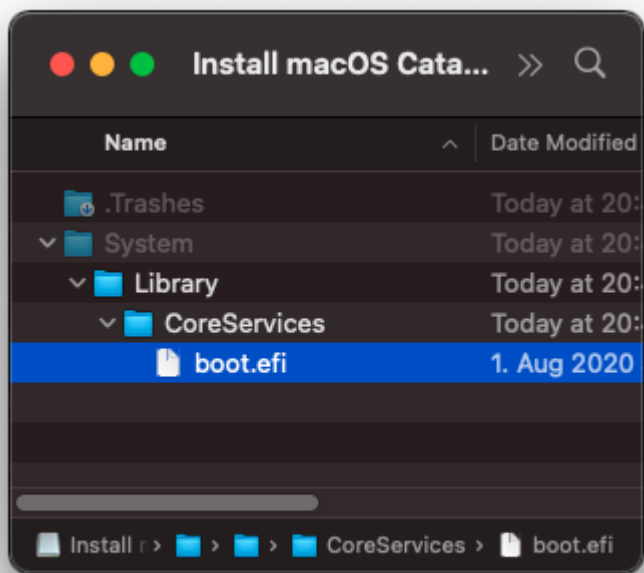 Install macOS Cata...
Name Date Modified
.Trashes Today at 20:
System Today at 20:
Library Today at 20:
CoreServices Today at 20:
boot.efi 1. Aug 2020
Install CoreServices boot.efi